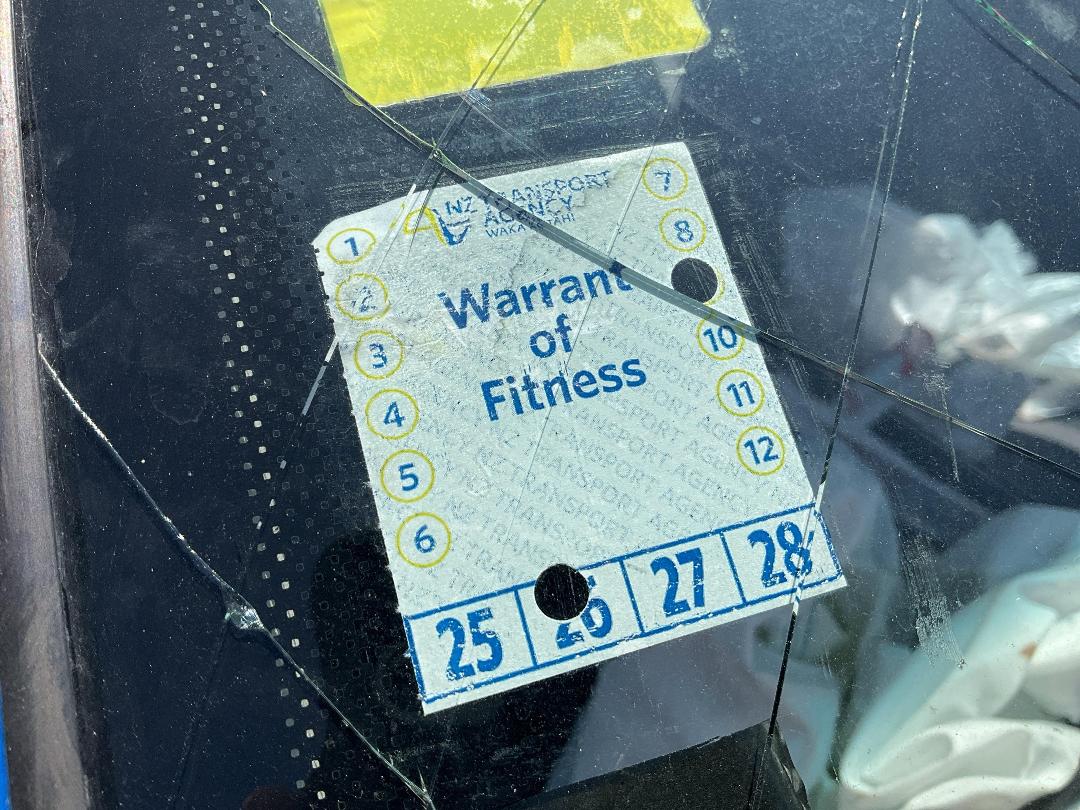 NZ TRANSPORT
AGENCY
WAKA KOTAHI
1
2
3
4
5
6
7
8
10
11
12
Warrant
of
Fitness
25 26 27 28